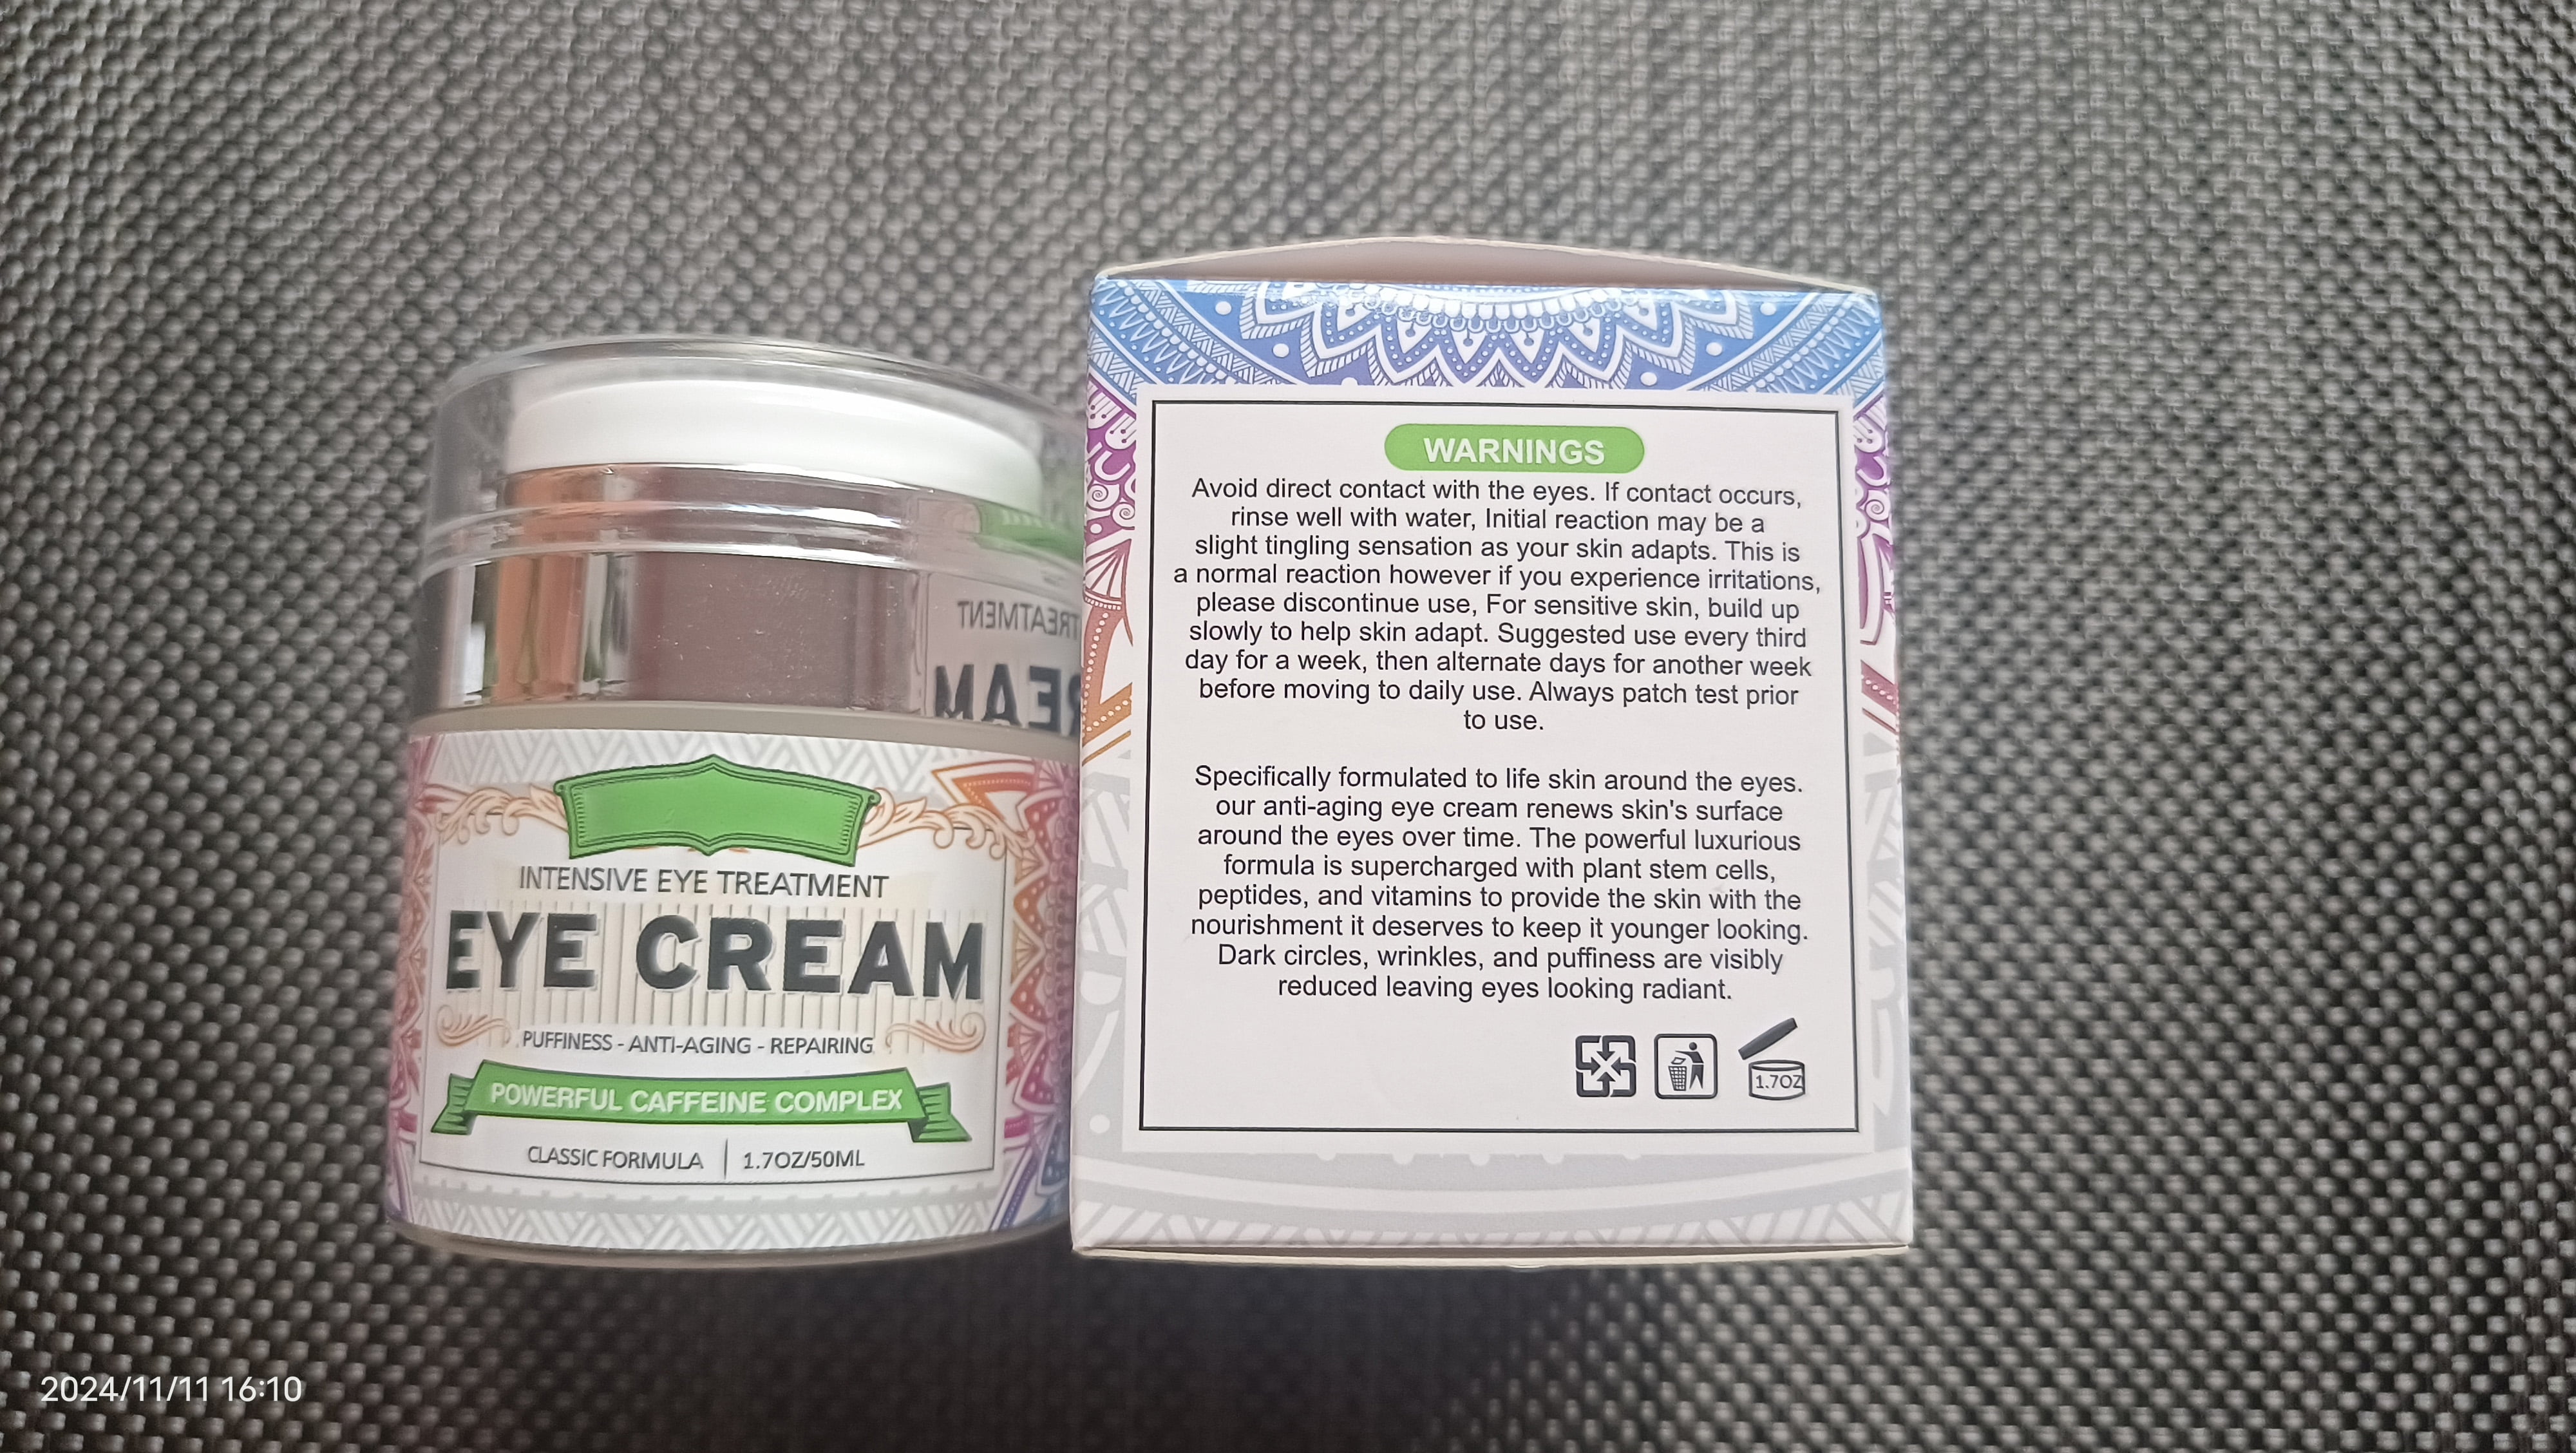 INTENSIVE EYE TREATMENT
EYE CREAM
PUFFINESS - ANTI-AGING - REPAIRING
POWERFUL CAFFEINE COMPLEX
CLASSIC FORMULA | 1.7OZ/50ML
TREATMENT
REAM
WARNINGS
Avoid direct contact with the eyes. If contact occurs,
rinse well with water, Initial reaction may be a
slight tingling sensation as your skin adapts. This is
a normal reaction however if you experience irritations,
please discontinue use, For sensitive skin, build up
slowly to help skin adapt. Suggested use every third
day for a week, then alternate days for another week
before moving to daily use. Always patch test prior
to use.
Specifically formulated to life skin around the eyes.
our anti-aging eye cream renews skin's surface
around the eyes over time. The powerful luxurious
formula is supercharged with plant stem cells,
peptides, and vitamins to provide the skin with the
nourishment it deserves to keep it younger looking.
Dark circles, wrinkles, and puffiness are visibly
reduced leaving eyes looking radiant.
1.7OZ
2024/11/11 16:10